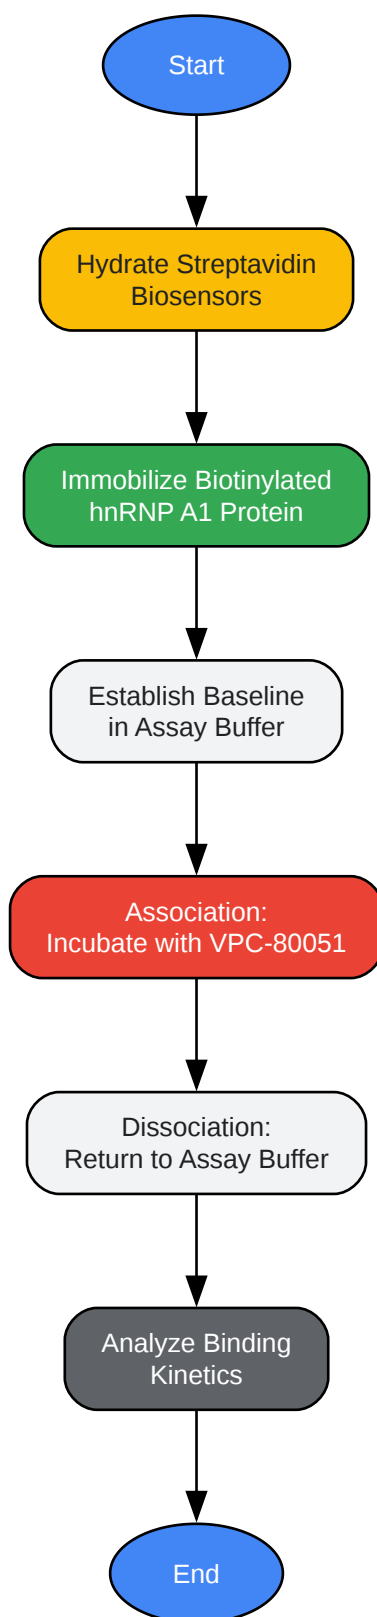 Start
Hydrate Streptavidin
Biosensors
Immobilize Biotinylated
hnRNP A1 Protein
Establish Baseline
in Assay Buffer
Association:
Incubate with VPC-80051
Dissociation:
Return to Assay Buffer
Analyze Binding
Kinetics
End